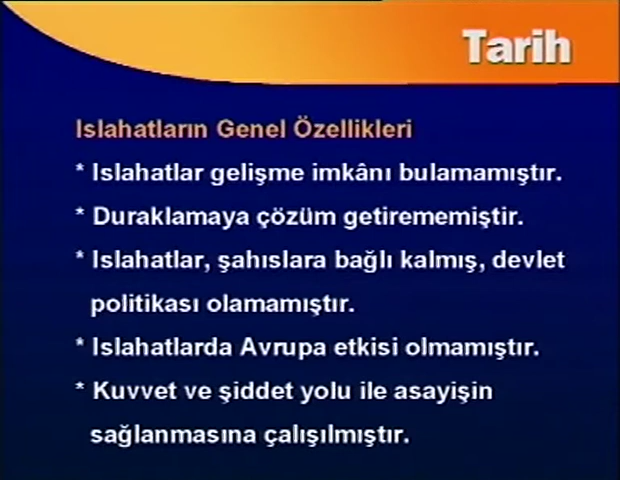 Tarih
Islahatların Genel Özellikleri
* Islahatlar gelişme imkânı bulamamıştır.
* Duraklamaya çözüm getirememiştir.
* Islahatlar, şahıslara bağlı kalmış, devlet
politikası olamamıştır.
* Islahatlarda Avrupa etkisi olmamıştır.
* Kuvvet ve şiddet yolu ile asayişin
sağlanmasına çalışılmıştır.